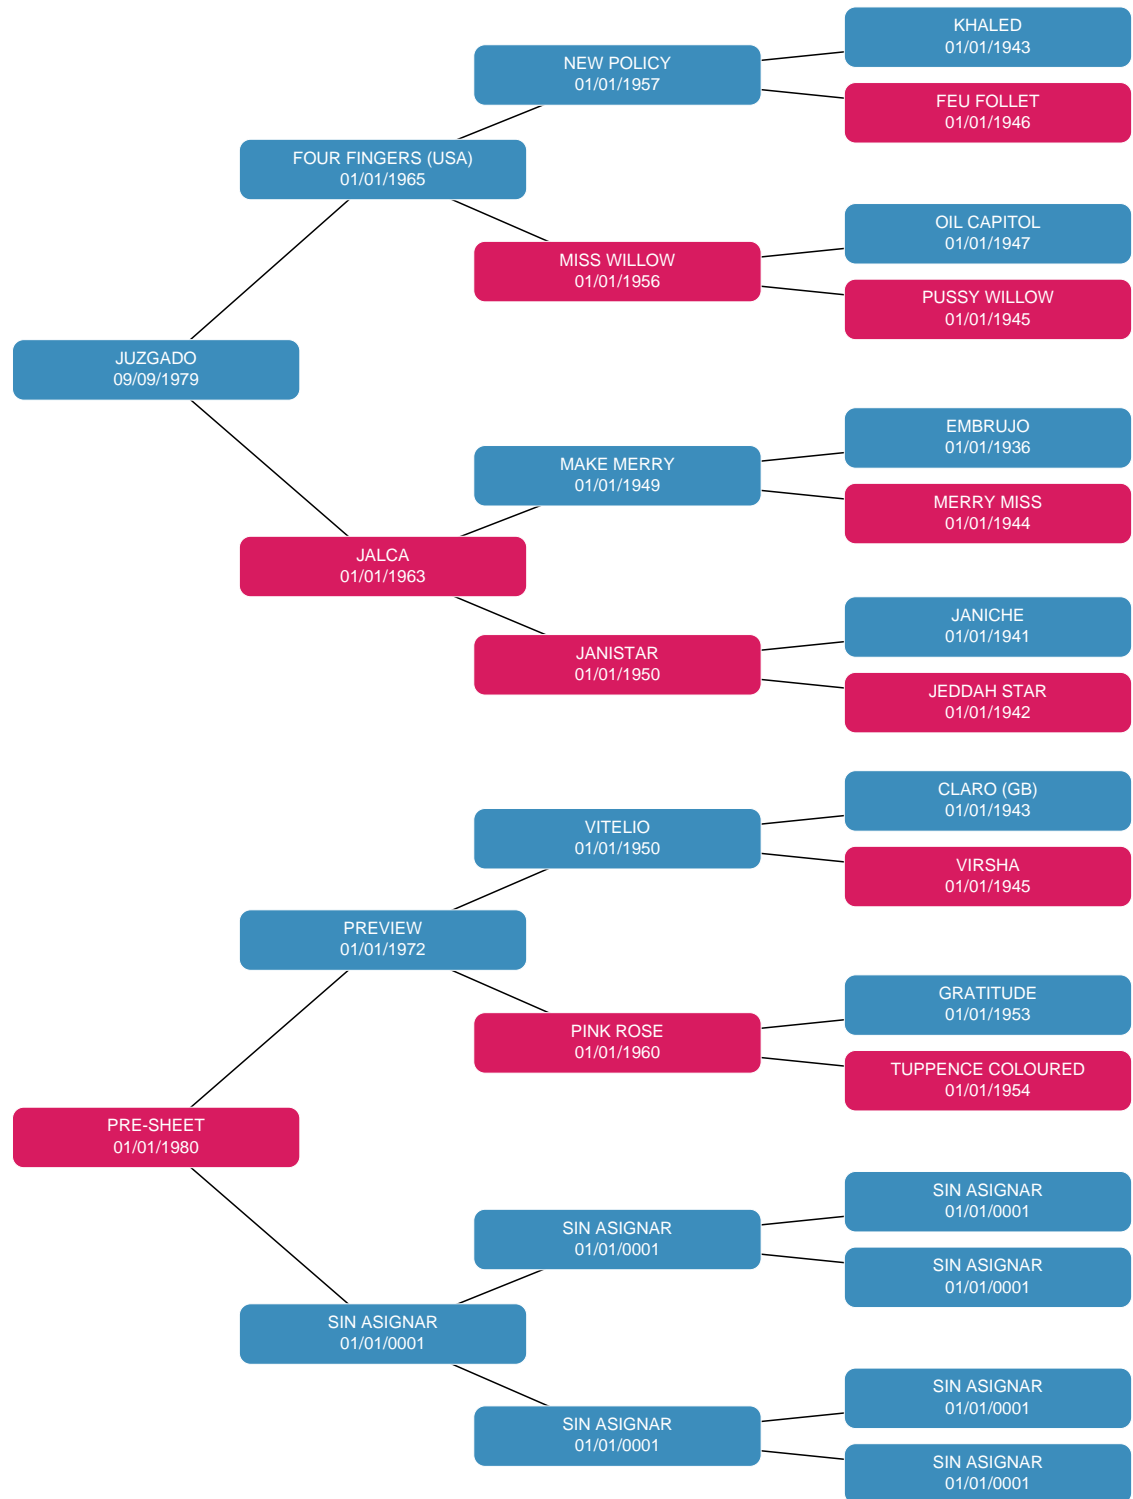 KHALED
01/01/1943
NEW POLICY
01/01/1957
FEU FOLLET
01/01/1946
FOUR FINGERS (USA)
01/01/1965
OIL CAPITOL
01/01/1947
MISS WILLOW
01/01/1956
PUSSY WILLOW
01/01/1945
JUZGADO
09/09/1979
EMBRUJO
01/01/1936
MAKE MERRY
01/01/1949
MERRY MISS
01/01/1944
JALCA
01/01/1963
JANICHE
01/01/1941
JANISTAR
01/01/1950
JEDDAH STAR
01/01/1942
CLARO (GB)
01/01/1943
VITELIO
01/01/1950
VIRSHA
01/01/1945
PREVIEW
01/01/1972
GRATITUDE
01/01/1953
PINK ROSE
01/01/1960
TUPPENCE COLOURED
01/01/1954
PRE-SHEET
01/01/1980
SIN ASIGNAR
01/01/0001
SIN ASIGNAR
01/01/0001
SIN ASIGNAR
01/01/0001
SIN ASIGNAR
01/01/0001
SIN ASIGNAR
01/01/0001
SIN ASIGNAR
01/01/0001
SIN ASIGNAR
01/01/0001